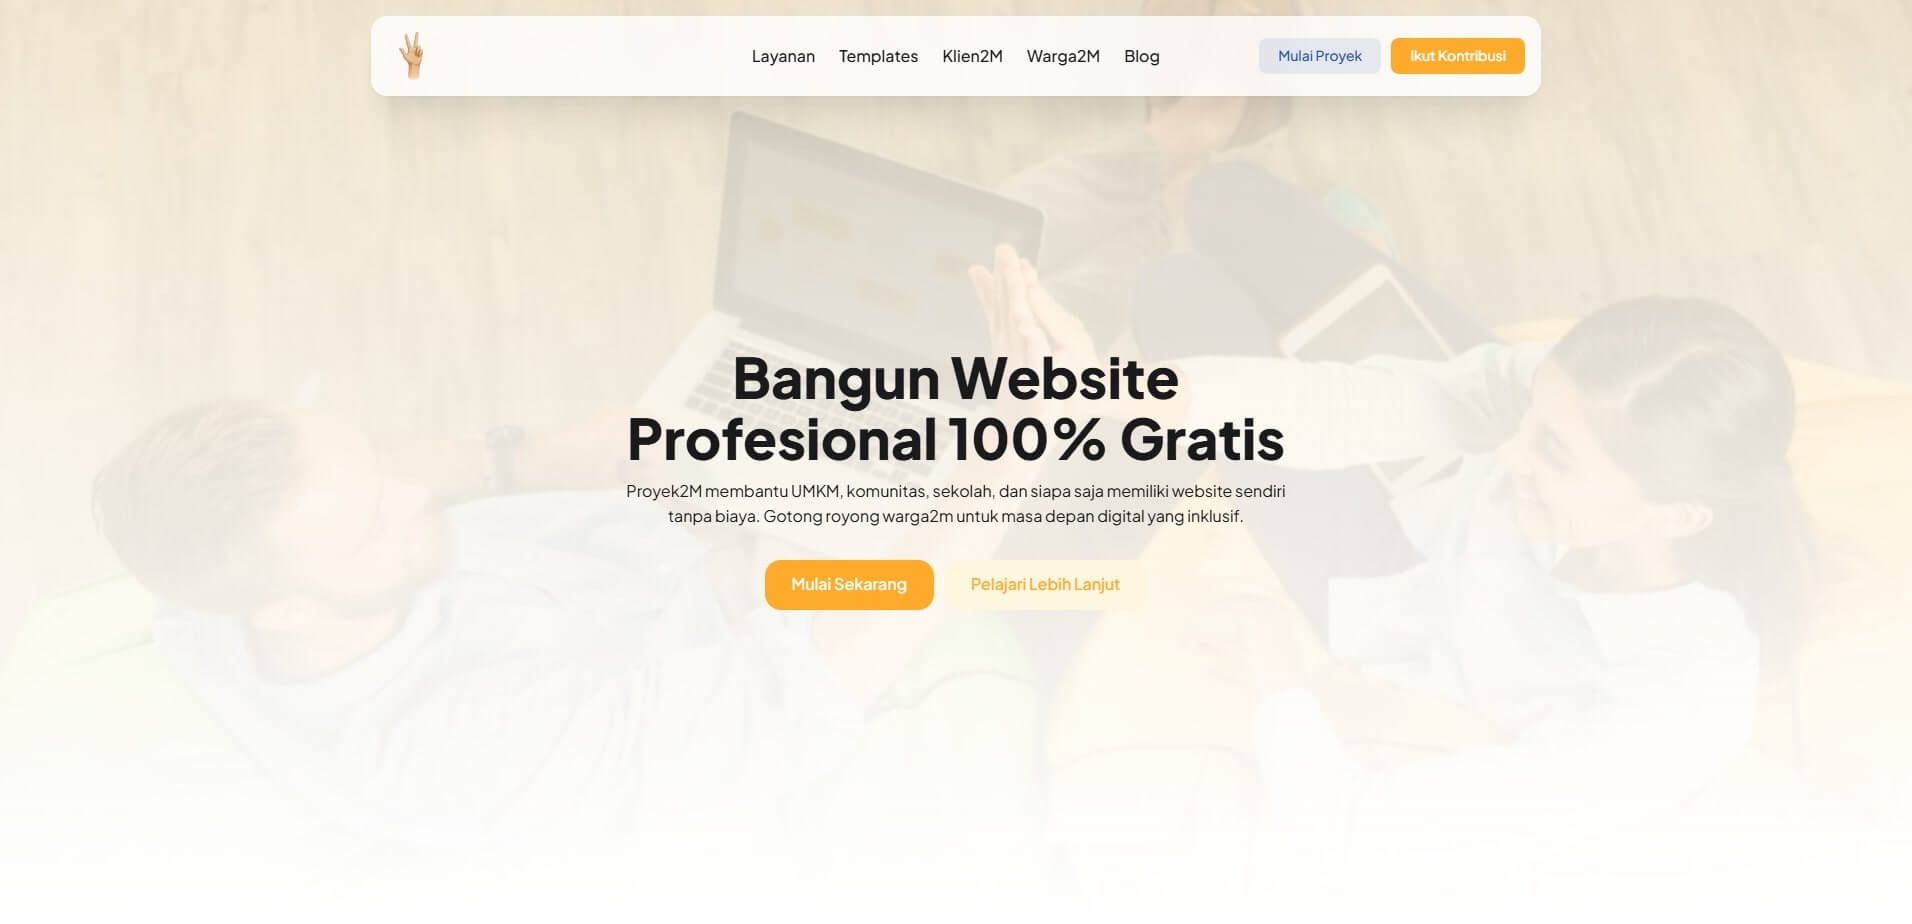 Layanan Templates Klien2M Warga2M Blog Mulai Proyek Ikut Kontribusi
Bangun Website
Profesional 100% Gratis
Proyek2M membantu UMKM, komunitas, sekolah, dan siapa saja memiliki website sendiri
tanpa biaya. Gotong royong warga2m untuk masa depan digital yang inklusif.
Mulai Sekarang Pelajari Lebih Lanjut